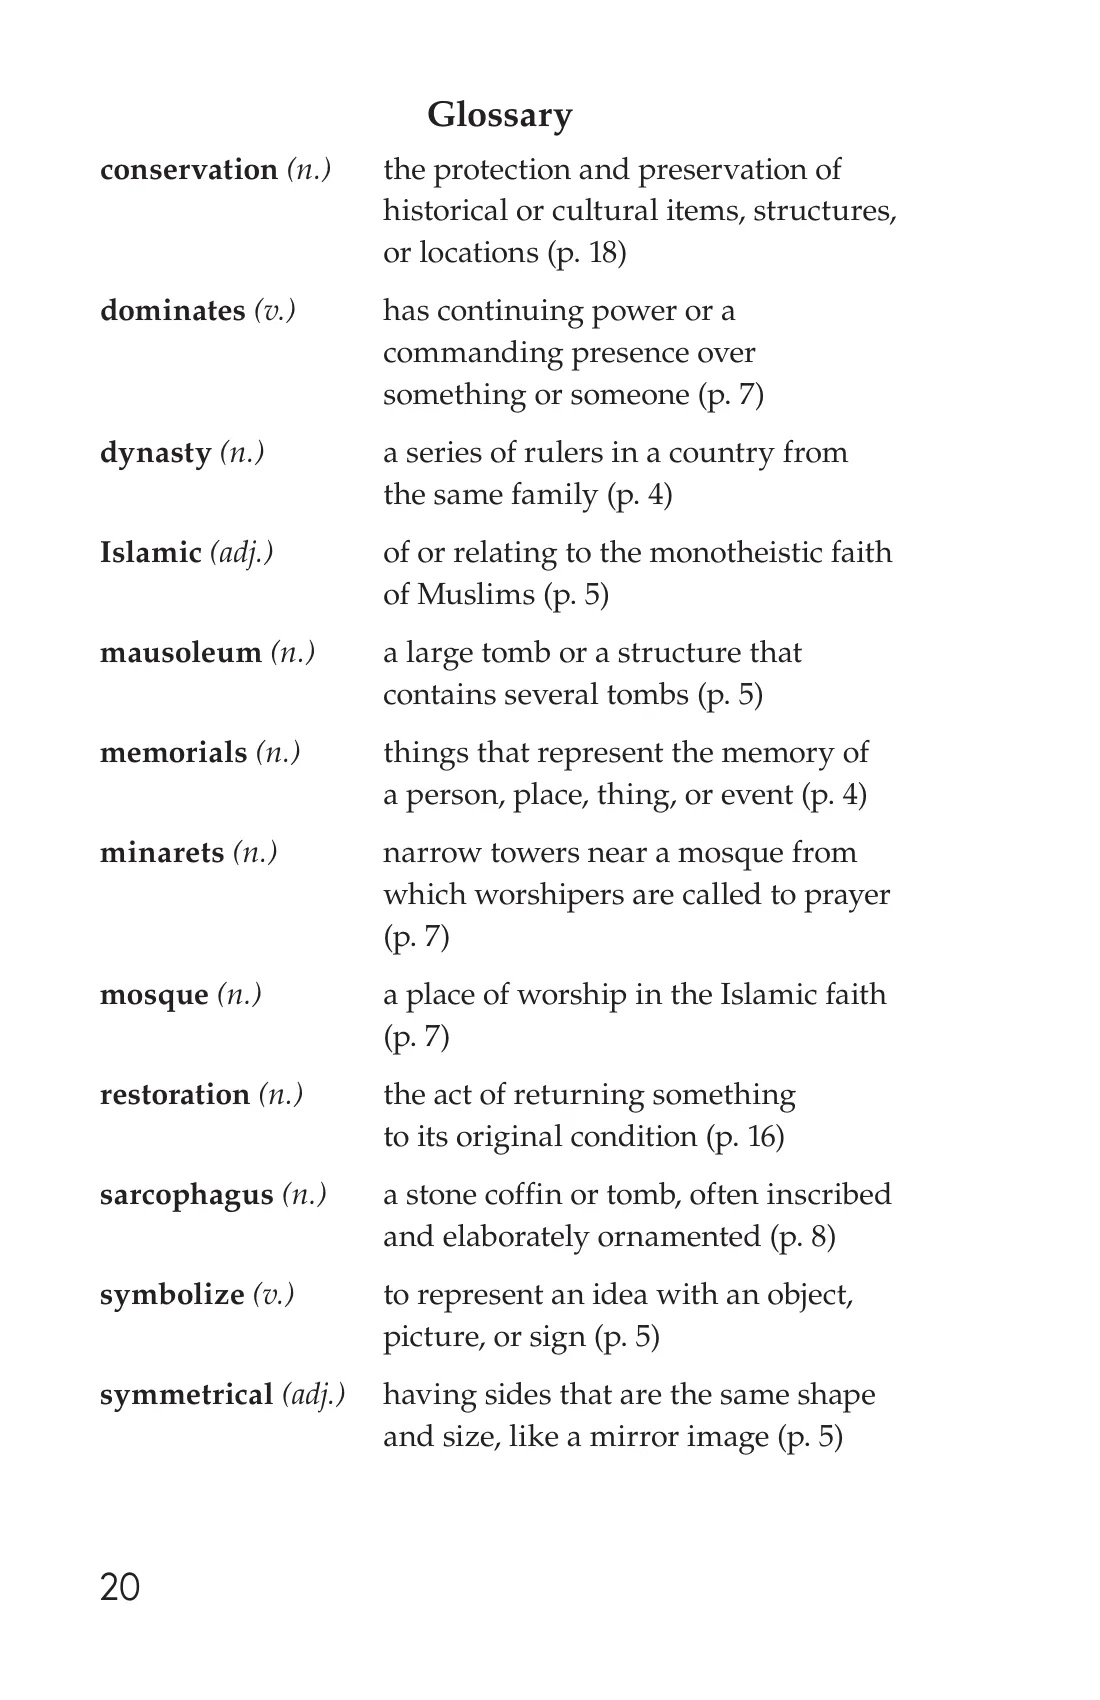 Glossary
conservation (n.) the protection and preservation of
historical or cultural items, structures,
or locations (p. 18)
dominates (v.) has continuing power or a
commanding presence over
something or someone (p. 7)
dynasty (n.) a series of rulers in a country from
the same family (p. 4)
Islamic (adj.) of or relating to the monotheistic faith
of Muslims (p. 5)
mausoleum (n.) a large tomb or a structure that
contains several tombs (p. 5)
memorials (n.) things that represent the memory of
a person, place, thing, or event (p. 4)
minarets (n.) narrow towers near a mosque from
which worshipers are called to prayer
(p. 7)
mosque (n.) a place of worship in the Islamic faith
(p. 7)
restoration (n.) the act of returning something
to its original condition (p. 16)
sarcophagus (n.) a stone coffin or tomb, often inscribed
and elaborately ornamented (p. 8)
symbolize (v.) to represent an idea with an object,
picture, or sign (p. 5)
symmetrical (adj.) having sides that are the same shape
and size, like a mirror image (p. 5)
20